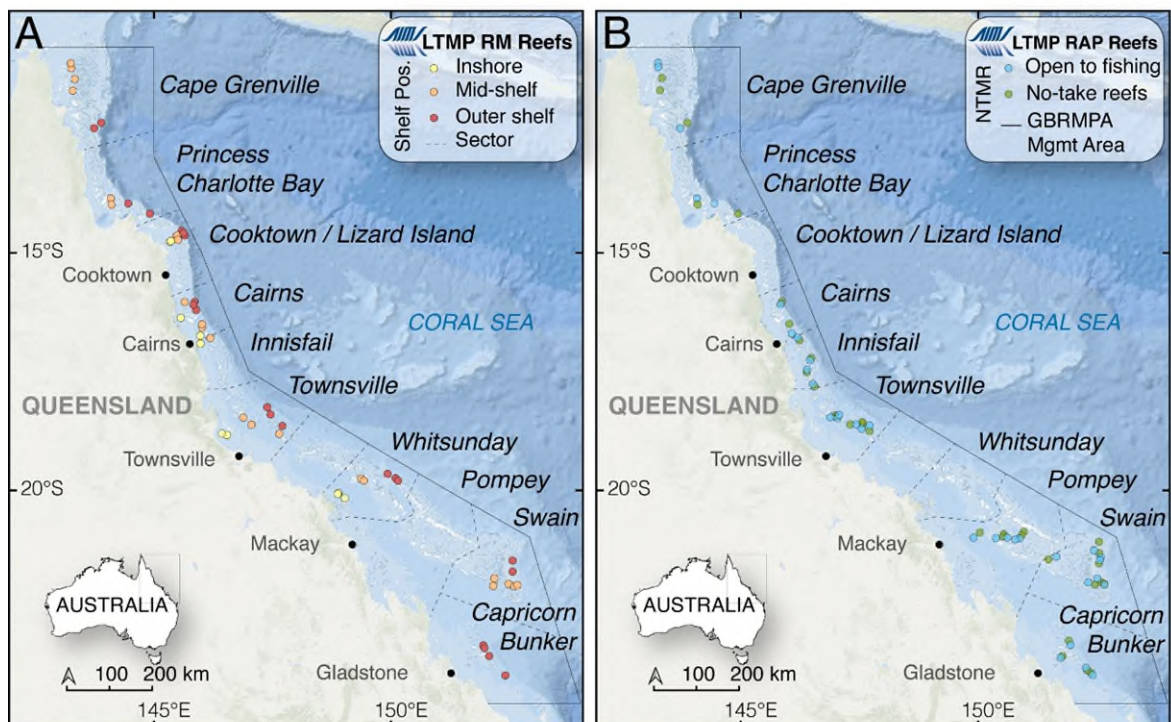 A
AIMS
LTMP RM Reefs
Shelf Pos.
Inshore
Mid-shelf
Outer shelf
Sector
Cape Grenville
Princess
Charlotte Bay
Cooktown / Lizard Island
15°S
Cooktown
Cairns
CORAL SEA
Cairns
Innisfail
Townsville
QUEENSLAND
Whitsunday
Townsville
Pompey
20°S
Swain
Mackay
AUSTRALIA
Capricorn
Bunker
Gladstone
100 200 km
145°E
150°E
B
AIMS
LTMP RAP Reefs
NTMR
Open to fishing
No-take reefs
GBRMPA
Mgmt Area
Cape Grenville
Princess
Charlotte Bay
Cooktown / Lizard Island
15°S
Cooktown
Cairns
CORAL SEA
Cairns
Innisfail
Townsville
QUEENSLAND
Whitsunday
Townsville
Pompey
20°S
Swain
Mackay
AUSTRALIA
Capricorn
Bunker
Gladstone
100 200 km
145°E
150°E